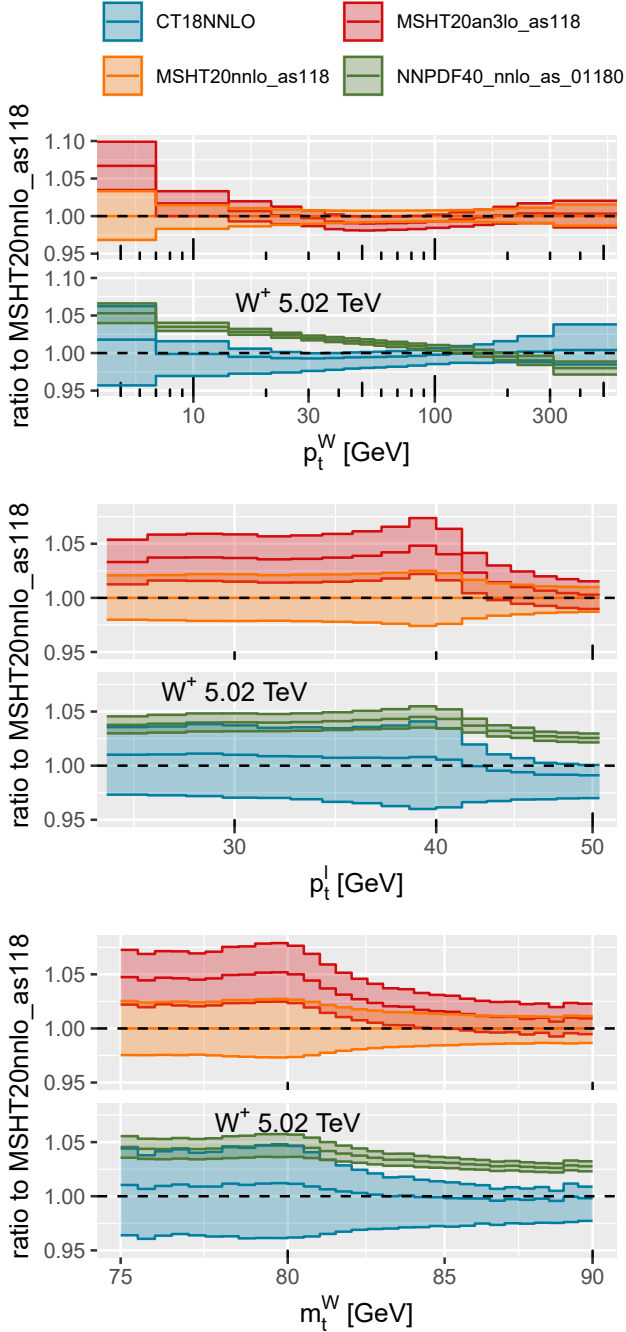 CT18NNLO
MSHT20an3lo_as118
MSHT20nnlo_as118
NNPDF40_nnlo_as_01180
ratio to MSHT20nnlo_as118
1.10
1.05
1.00
0.95
W+ 5.02 TeV
1.10
1.05
1.00
0.95
10
30
100
300
p_t^W [GeV]
ratio to MSHT20nnlo_as118
1.05
1.00
0.95
W+ 5.02 TeV
1.05
1.00
0.95
30
40
50
p_t^l [GeV]
ratio to MSHT20nnlo_as118
1.05
1.00
0.95
W+ 5.02 TeV
1.05
1.00
0.95
75
80
85
90
m_t^W [GeV]